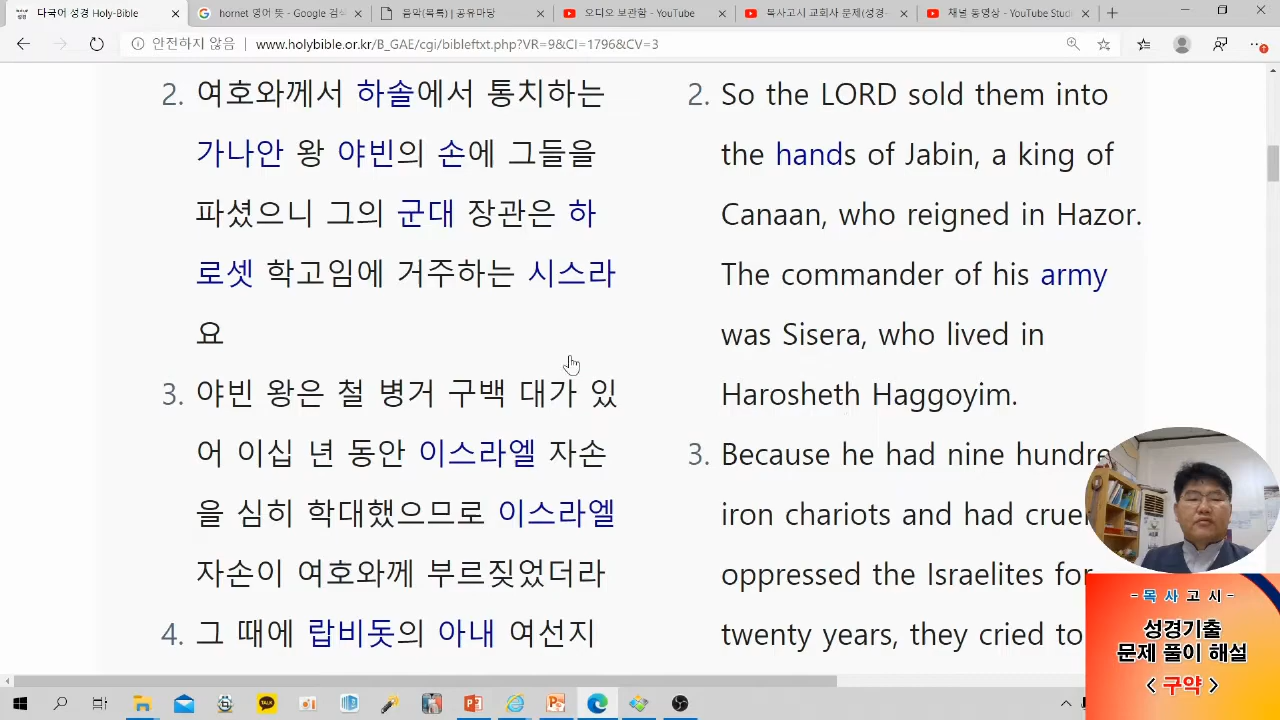 다국어 성경 Holy-Bible
hornet 영어 뜻 - Google 검색
음악(목록) | 공유마당
오디오 보관함 - YouTube
목사고시 교회사 문제(성경-
채널 동영상 - YouTube Stud
안전하지 않음 | www.holybible.or.kr/B_GAE/cgi/bibleftxt.php?VR=9&CI=1796&CV=3
2. 여호와께서 하솔에서 통치하는
가나안 왕 야빈의 손에 그들을
파셨으니 그의 군대 장관은 하
로셋 학고임에 거주하는 시스라
요
3. 야빈 왕은 철 병거 구백 대가 있
어 이십 년 동안 이스라엘 자손
을 심히 학대했으므로 이스라엘
자손이 여호와께 부르짖었더라
4. 그 때에 랍비돗의 아내 여선지
2. So the LORD sold them into
the hands of Jabin, a king of
Canaan, who reigned in Hazor.
The commander of his army
was Sisera, who lived in
Harosheth Haggoyim.
3. Because he had nine hundre
iron chariots and had cruel
oppressed the Israelites for
twenty years, they cried to
- 목 사 고 시 -
성경기출
문제 풀이 해설
< 구약 >
TALK